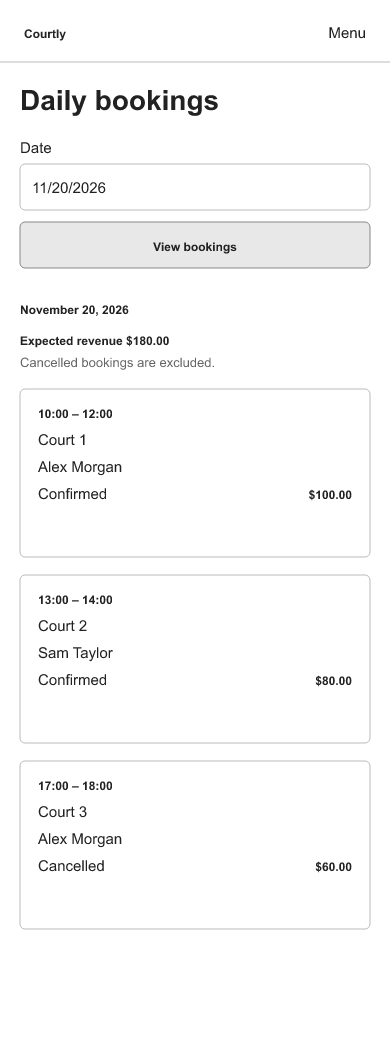 Courtly
Menu
Daily bookings
Date
11/20/2026
View bookings
November 20, 2026
Expected revenue $180.00
Cancelled bookings are excluded.
10:00 – 12:00
Court 1
Alex Morgan
Confirmed $100.00
13:00 – 14:00
Court 2
Sam Taylor
Confirmed $80.00
17:00 – 18:00
Court 3
Alex Morgan
Cancelled $60.00